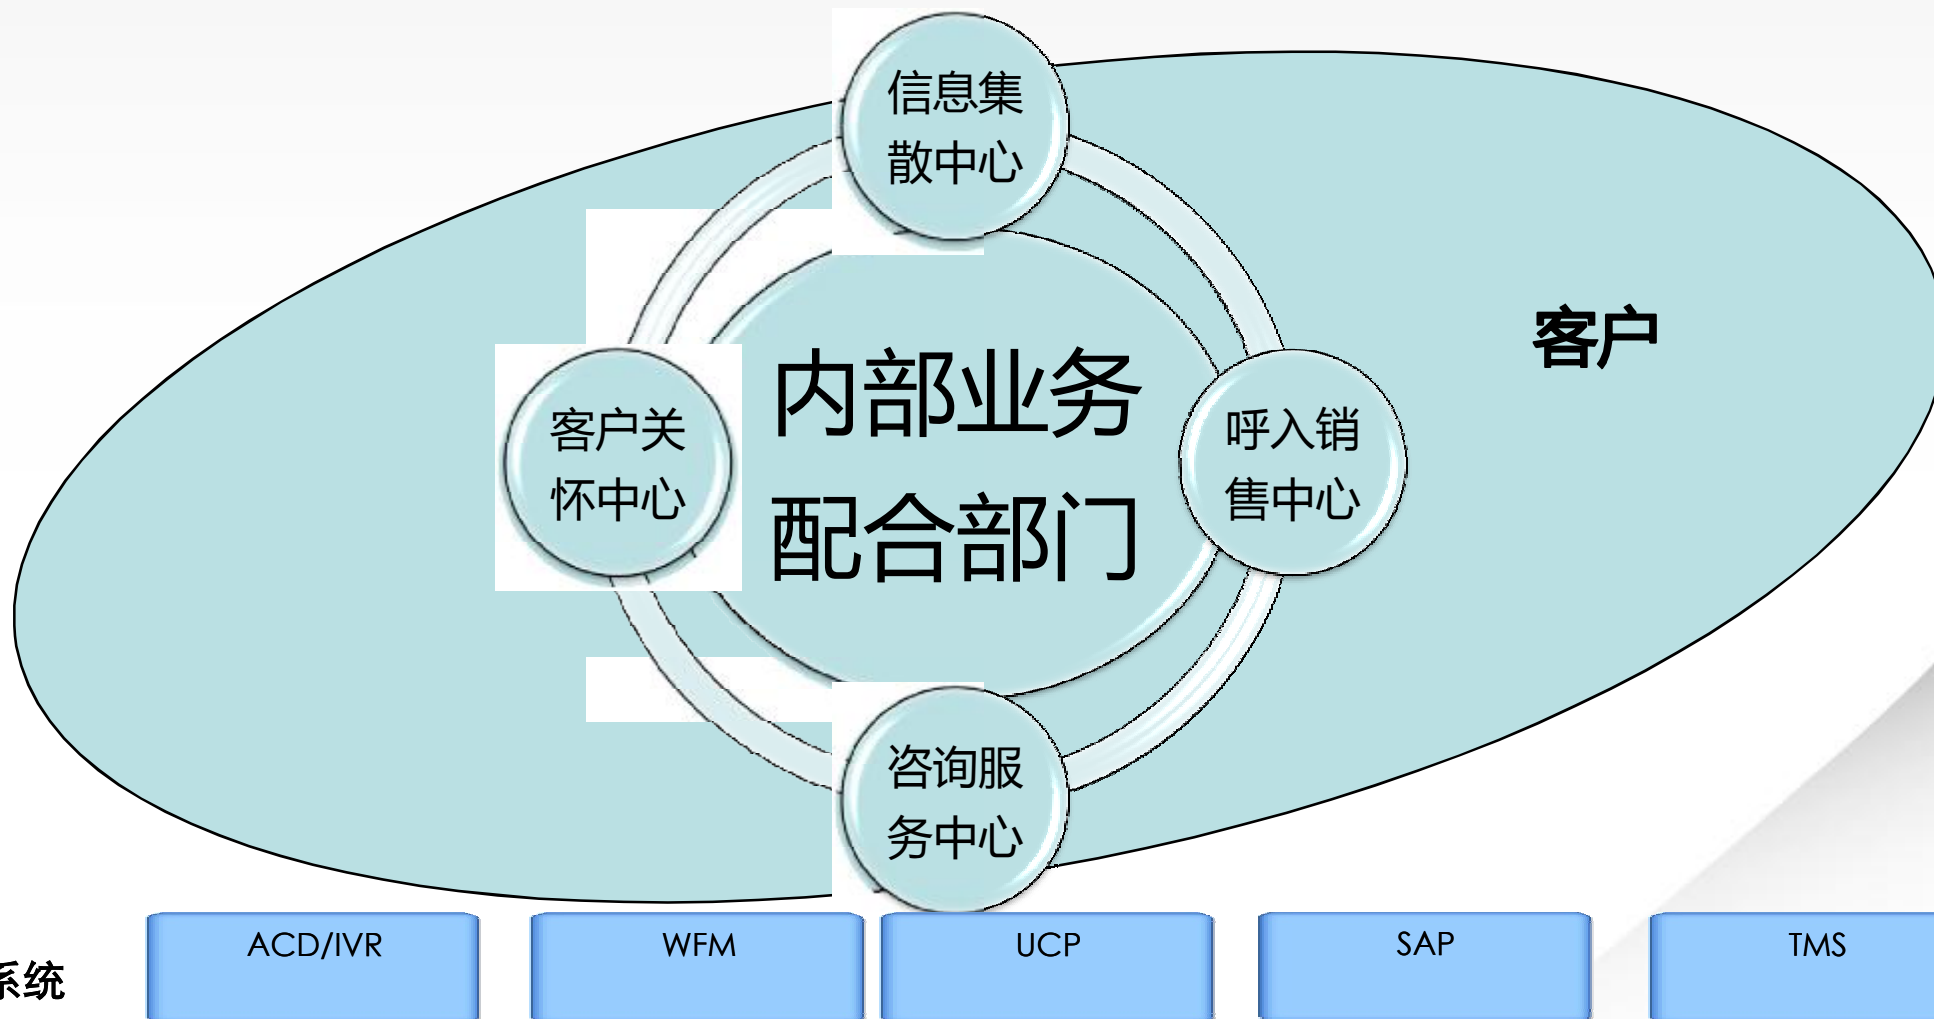 信息集
散中心
客户
内部业务
配合部门
客户关
怀中心
呼入销
售中心
咨询服
务中心
系统
ACD/IVR
WFM
UCP
SAP
TMS